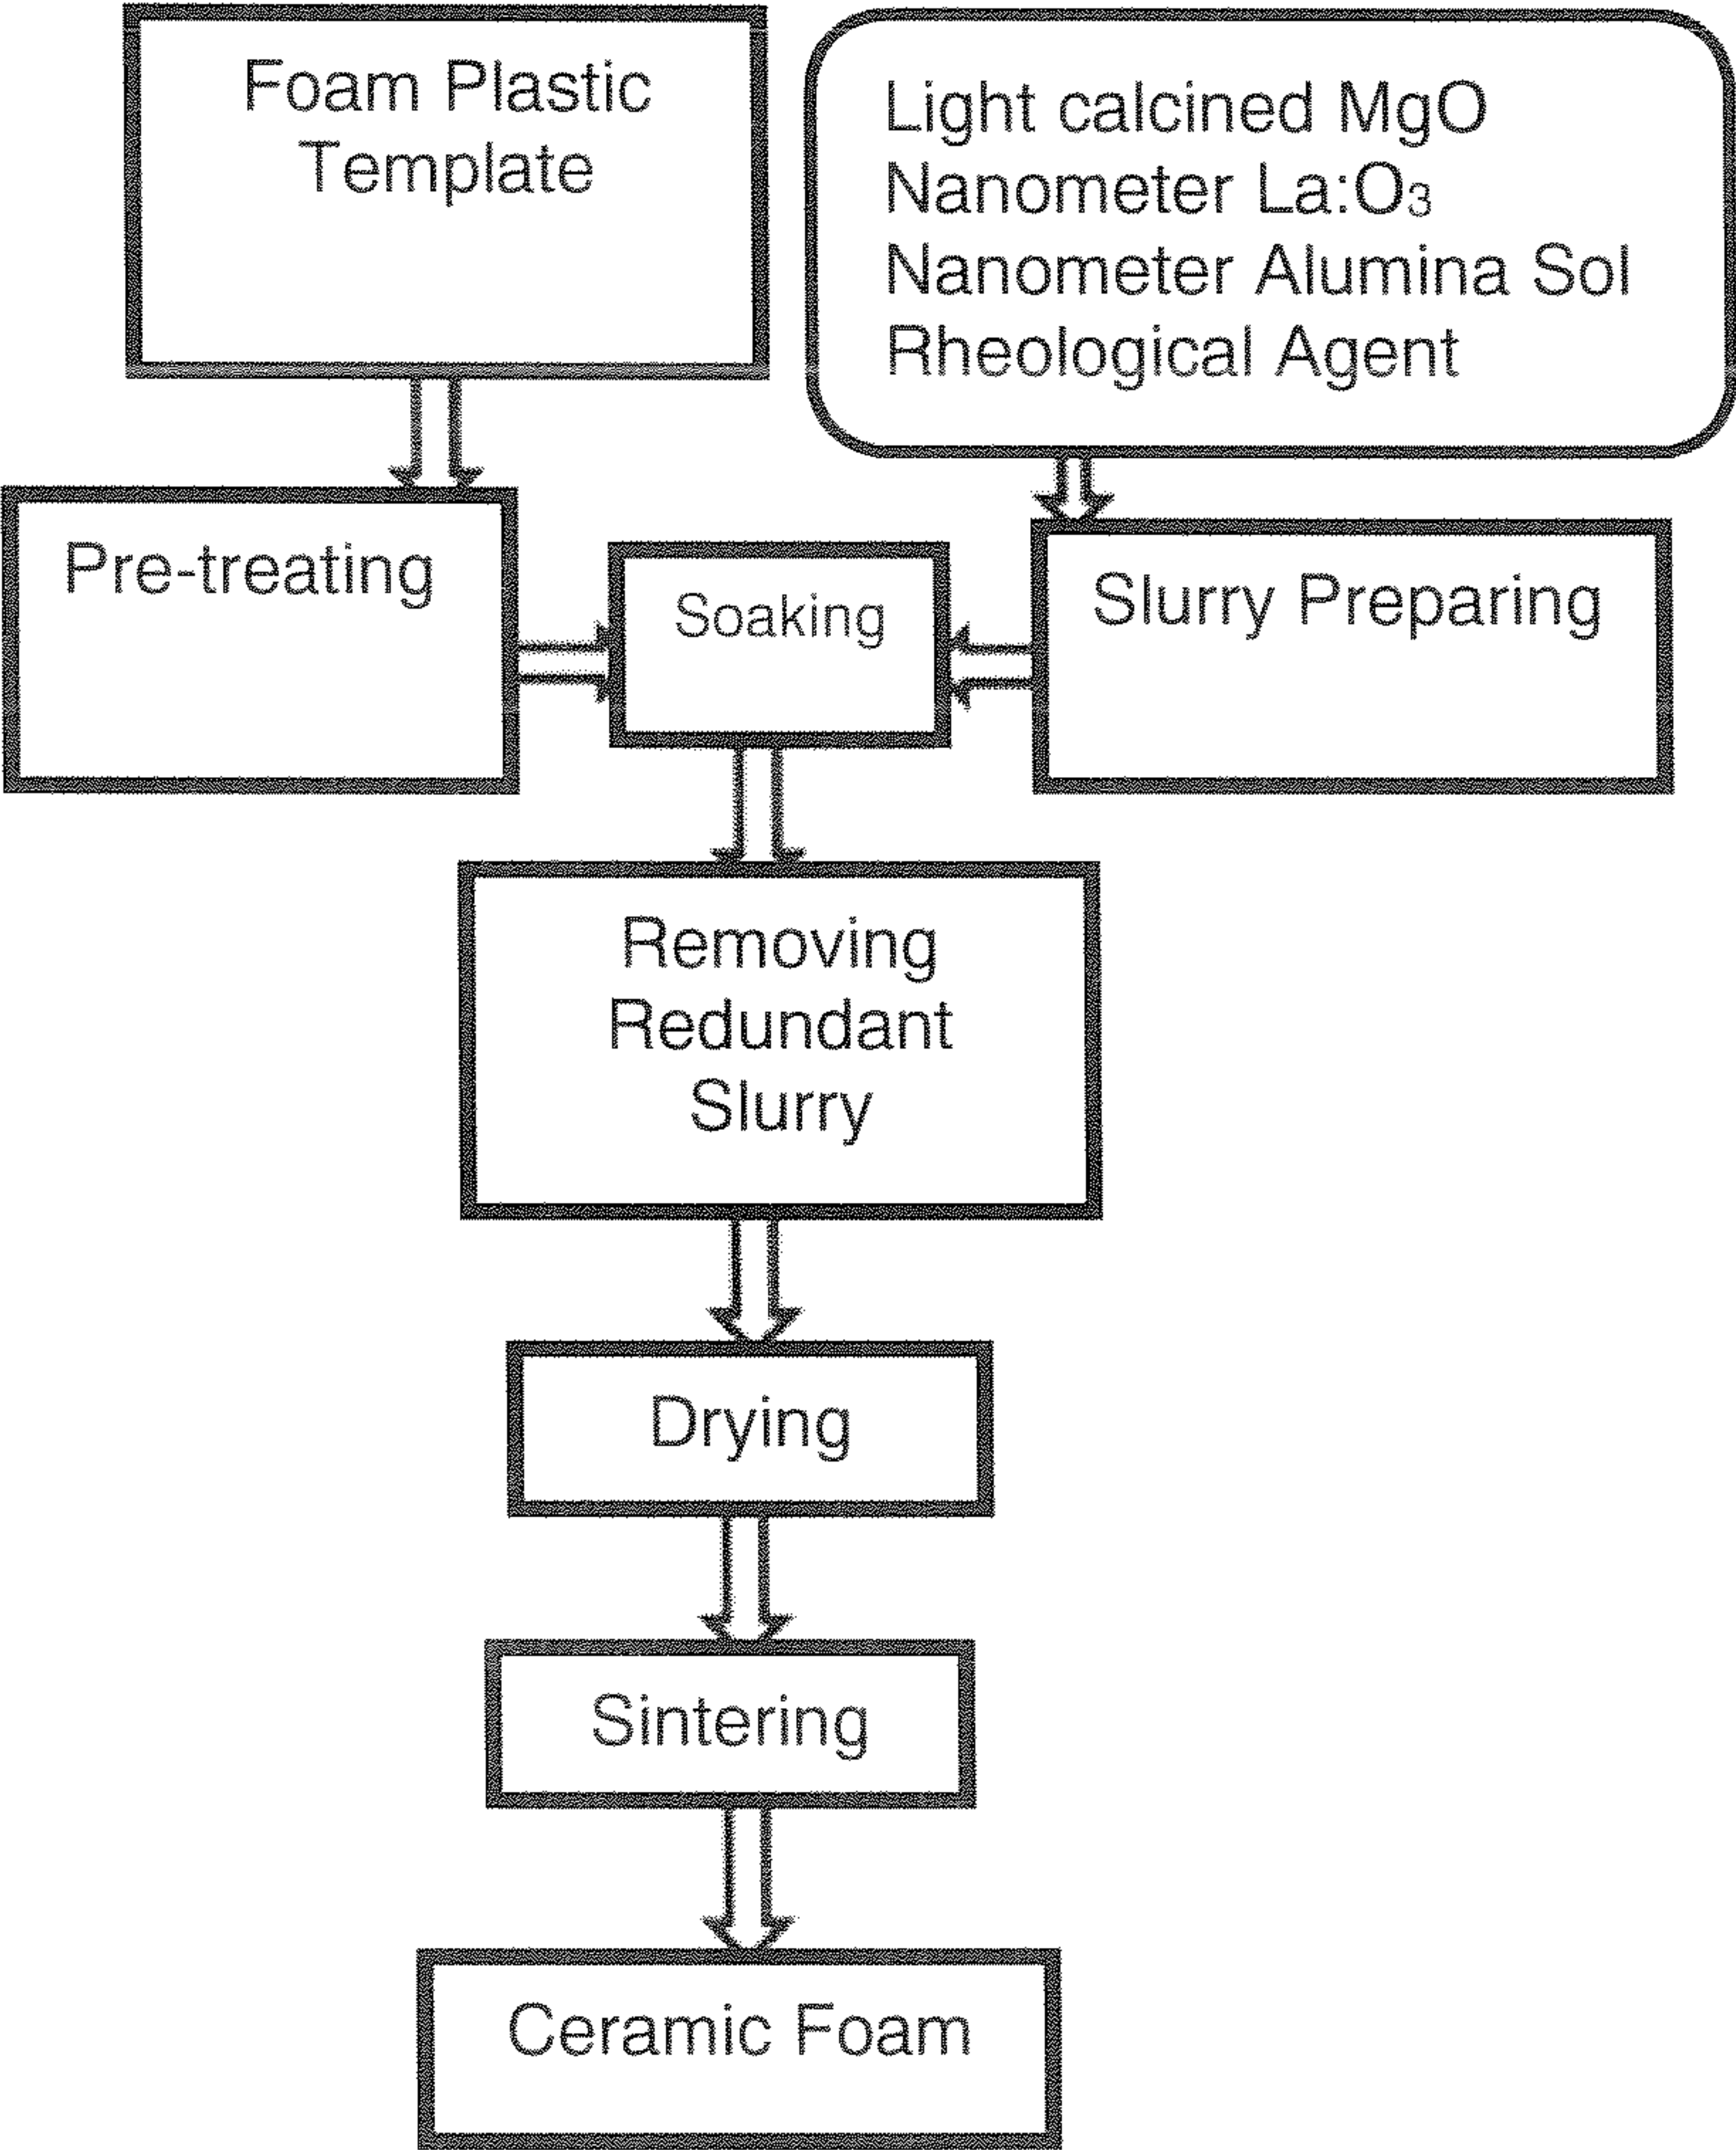 Foam Plastic
Template
Light calcined MgO
Nanometer La:O₃
Nanometer Alumina Sol
Rheological Agent
Pre-treating
Soaking
Slurry Preparing
Removing
Redundant
Slurry
Drying
Sintering
Ceramic Foam